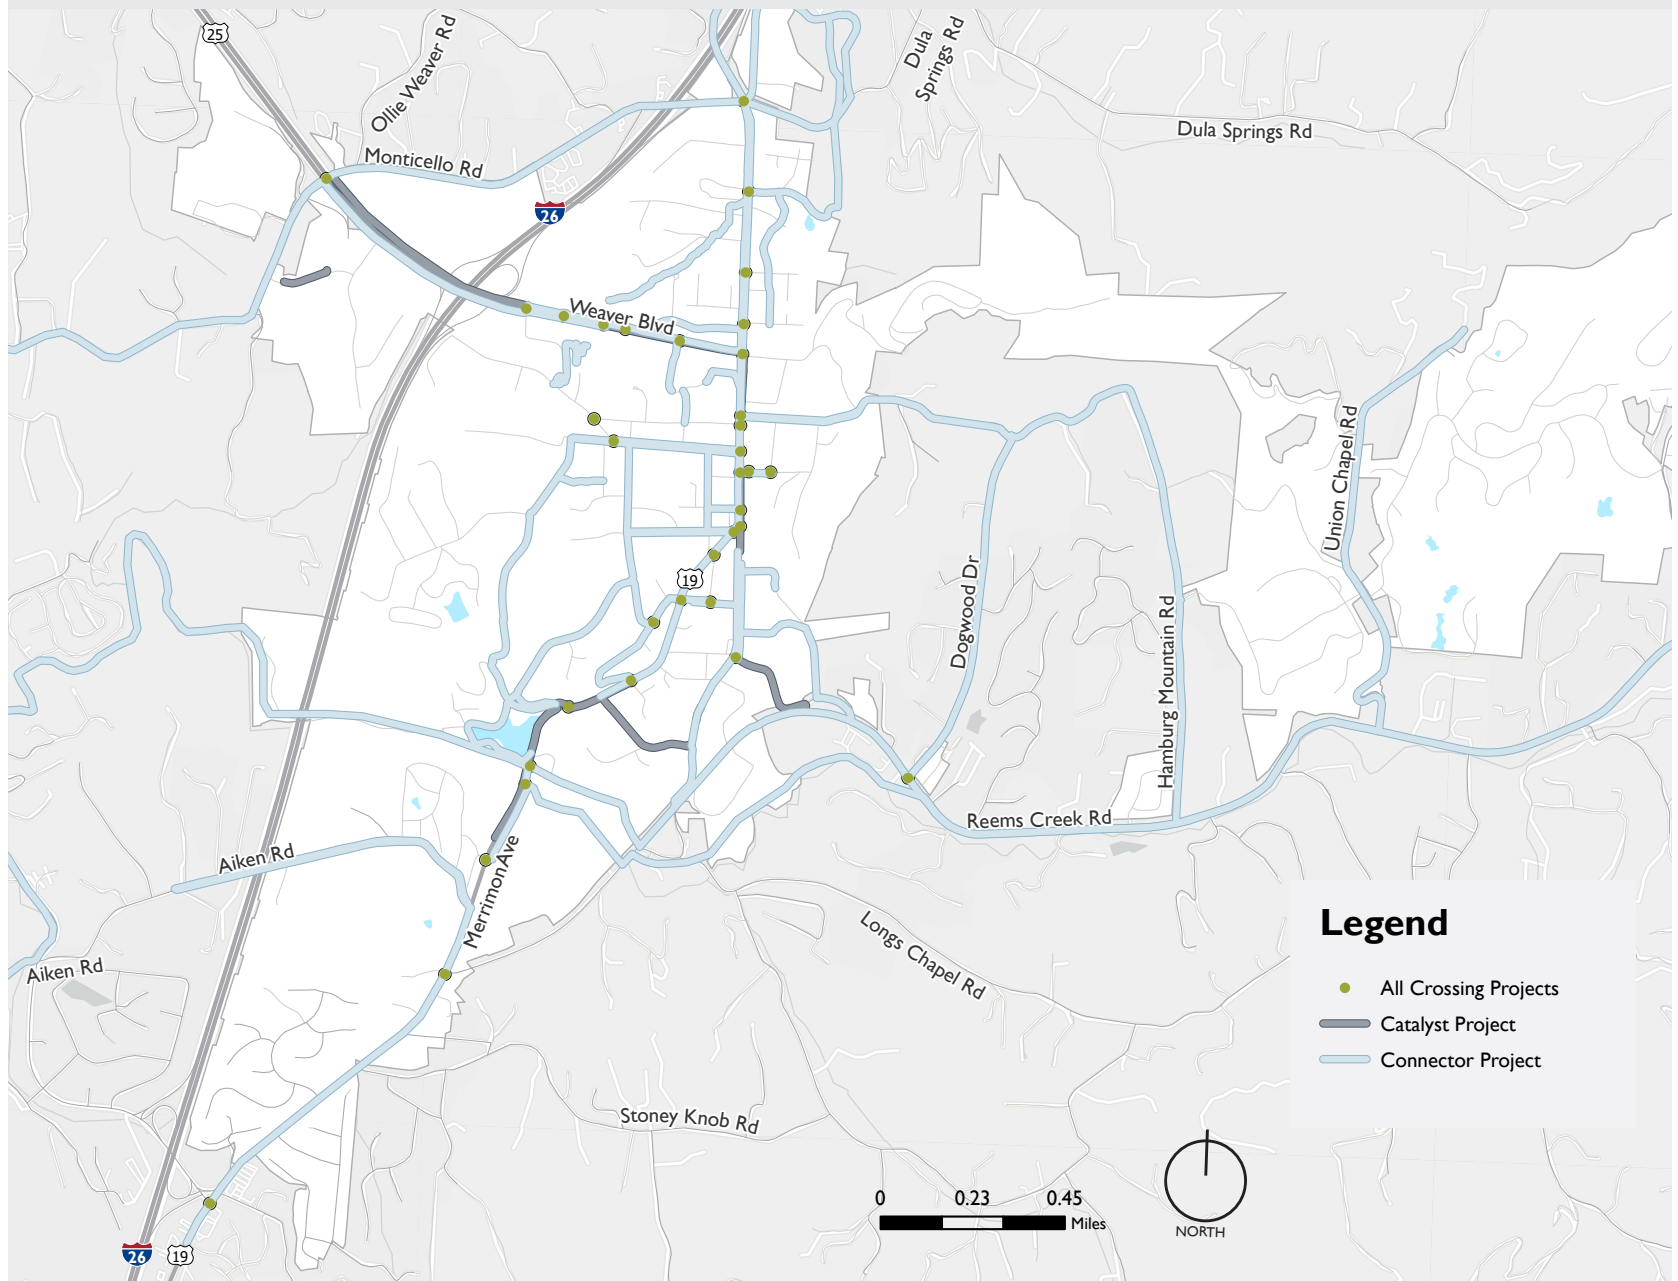 25
Ollie Weaver Rd
Dula
Springs Rd
Dula Springs Rd
Monticello Rd
26
Weaver Blvd
Union Chapel Rd
19
Dogwood Dr
Hamburg Mountain Rd
Reems Creek Rd
Aiken Rd
Merrimon Ave
Longs Chapel Rd
Aiken Rd
Legend
All Crossing Projects
Catalyst Project
Connector Project
Stoney Knob Rd
0 0.23 0.45
Miles
NORTH
26
19